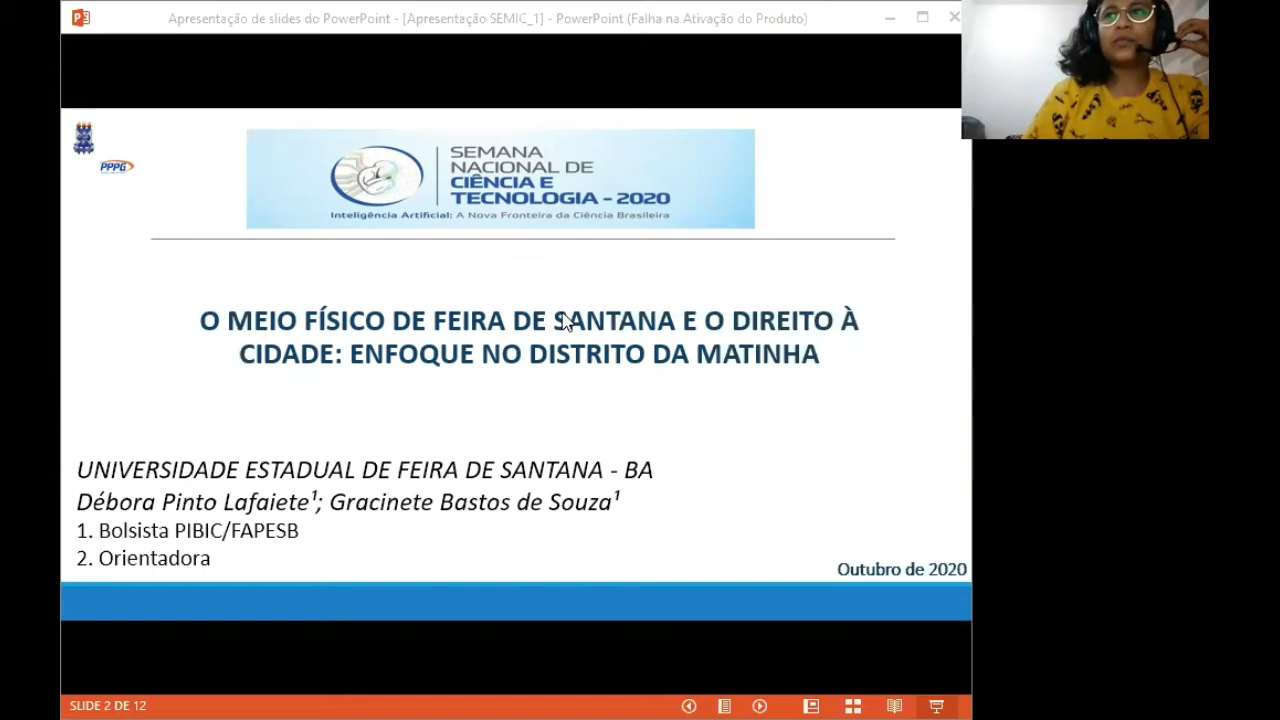 Apresentação de slides do PowerPoint - [Apresentação SEMIC_1] - PowerPoint (Falha na Ativação do Produto)
PPPG
SEMANA
NACIONAL DE
CIÊNCIA E
TECNOLOGIA - 2020
Inteligência Artificial: A Nova Fronteira da Ciência Brasileira
O MEIO FÍSICO DE FEIRA DE SANTANA E O DIREITO À
CIDADE: ENFOQUE NO DISTRITO DA MATINHA
UNIVERSIDADE ESTADUAL DE FEIRA DE SANTANA - BA
Débora Pinto Lafaiete¹; Gracinete Bastos de Souza¹
1. Bolsista PIBIC/FAPESB
2. Orientadora
Outubro de 2020
SLIDE 2 DE 12